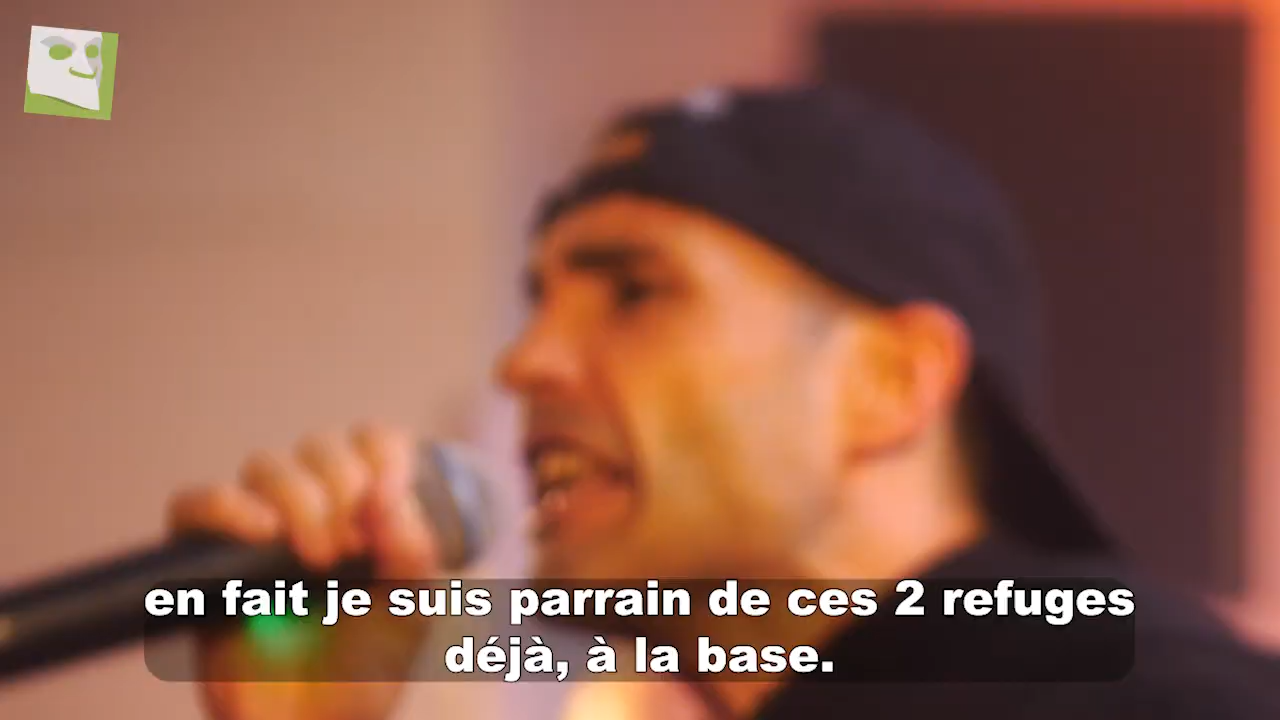 en fait je suis parrain de ces 2 refuges
déjà, à la base.